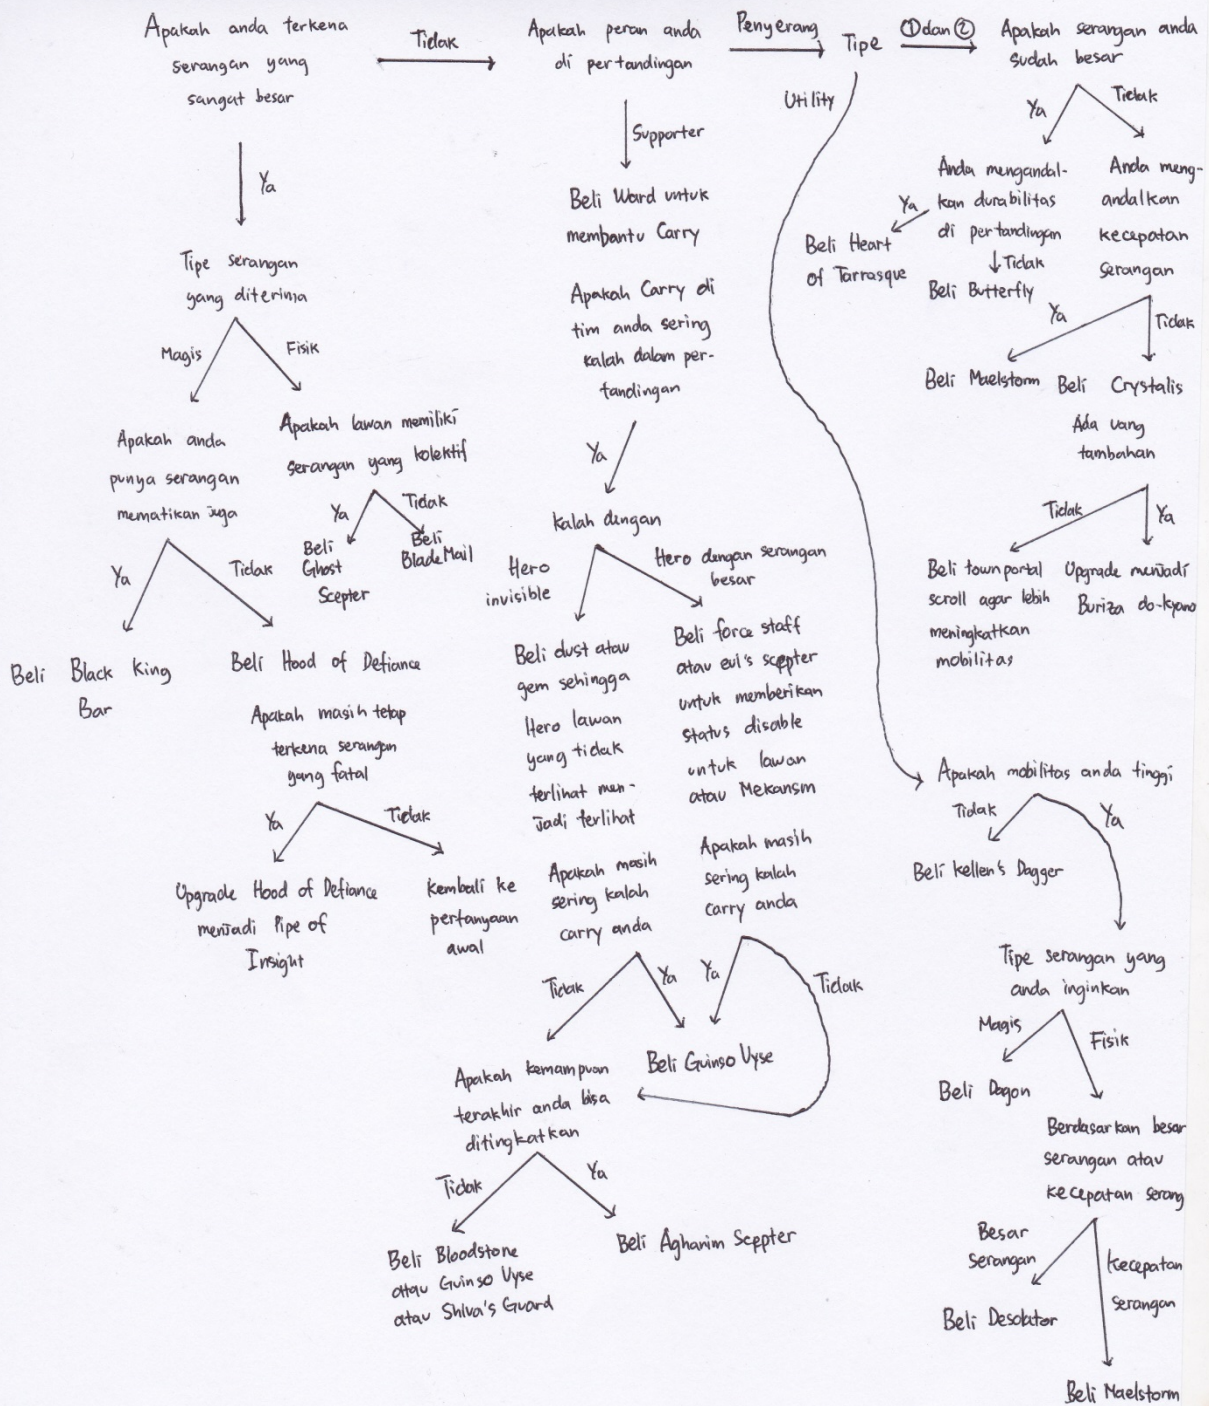 Apakah anda terkena
serangan yang
sangat besar
Tidak
Apakah peran anda
di pertandingan
Penyerang
Tipe
① dan ②
Apakah serangan anda
sudah besar
Ya
Tipe serangan
yang diterima
Magis
Fisik
Apakah anda
punya serangan
mematikan juga
Ya
Tidak
Beli Black King
Bar
Beli Hood of Defiance
Apakah masih tetap
terkena serangan
yang fatal
Ya
Tidak
Upgrade Hood of Defiance
menjadi Pipe of
Insight
Kembali ke
pertanyaan
awal
Apakah lawan memiliki
serangan yang kolektif
Ya
Tidak
Beli
Ghost
Scepter
Beli
Blade Mail
Supporter
Beli Ward untuk
membantu Carry
Apakah Carry di
tim anda sering
kalah dalam per-
tandingan
Ya
Kalah dengan
Hero
invisible
Hero dengan serangan
besar
Beli dust atau
gem sehingga
Hero lawan
yang tidak
terlihat men-
jadi terlihat
Apakah masih
sering kalah
carry anda
Tidak
Ya
Beli force staff
atau eul's scepter
untuk memberikan
status disable
untuk lawan
atau Mekansm
Apakah masih
sering kalah
carry anda
Ya
Tidak
Beli Guinso Vyse
Apakah kemampuan
terakhir anda bisa
ditingkatkan
Tidak
Ya
Beli Bloodstone
atau Guinso Vyse
atau Shiva's Guard
Beli Aghanim Scepter
Utility
Ya
Tidak
Anda mengandal-
kan durabilitas
di pertandingan
Ya
Beli Heart
of Tarrasque
Tidak
Beli Butterfly
Anda meng-
andalkan
kecepatan
serangan
Ya
Tidak
Beli Maelstorm
Beli Crystalis
Ada uang
tambahan
Tidak
Ya
Beli town portal
scroll agar lebih
meningkatkan
mobilitas
Upgrade menjadi
Buriza do-kyano
Apakah mobilitas anda tinggi
Tidak
Ya
Beli kellen's Dagger
Tipe serangan yang
anda inginkan
Magis
Fisik
Beli Dagon
Berdasarkan besar
serangan atau
kecepatan serang
Besar
serangan
Kecepatan
serangan
Beli Desolator
Beli Maelstorm